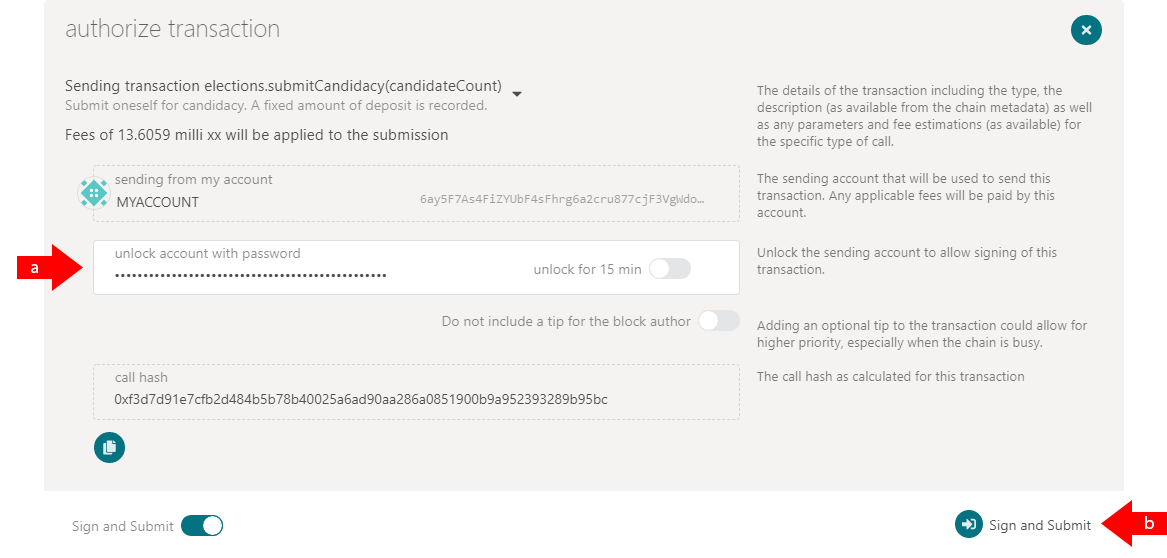 authorize transaction
Sending transaction elections.submitCandidacy(candidateCount)
Submit oneself for candidacy. A fixed amount of deposit is recorded.
Fees of 13.6059 milli xx will be applied to the submission
The details of the transaction including the type, the
description (as available from the chain metadata) as well
as any parameters and fee estimations (as available) for
the specific type of call.
sending from my account
MYACCOUNT
6ay5F7As4FiZYUbF4sFhrg6a2cru877cjF3VgWdo…
The sending account that will be used to send this
transaction. Any applicable fees will be paid by this
account.
a
unlock account with password
••••••••••••••••••••••••••••••••••••••••••••••••
unlock for 15 min
Unlock the sending account to allow signing of this
transaction.
Do not include a tip for the block author
Adding an optional tip to the transaction could allow for
higher priority, especially when the chain is busy.
call hash
0xf3d7d91e7cfb2d484b5b78b40025a6ad90aa286a0851900b9a952393289b95bc
The call hash as calculated for this transaction
Sign and Submit
Sign and Submit
b